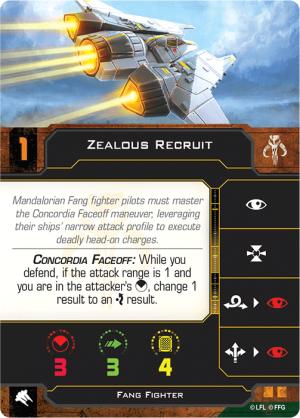 1
ZEALOUS RECRUIT
Mandalorian Fang fighter pilots must master
the Concordia Faceoff maneuver, leveraging
their ships' narrow attack profile to execute
deadly head-on charges.
CONCORDIA FACEOFF: While you
defend, if the attack range is 1 and
you are in the attacker's , change 1
result to an result.
3 3 4
FANG FIGHTER
© LFL © FFG